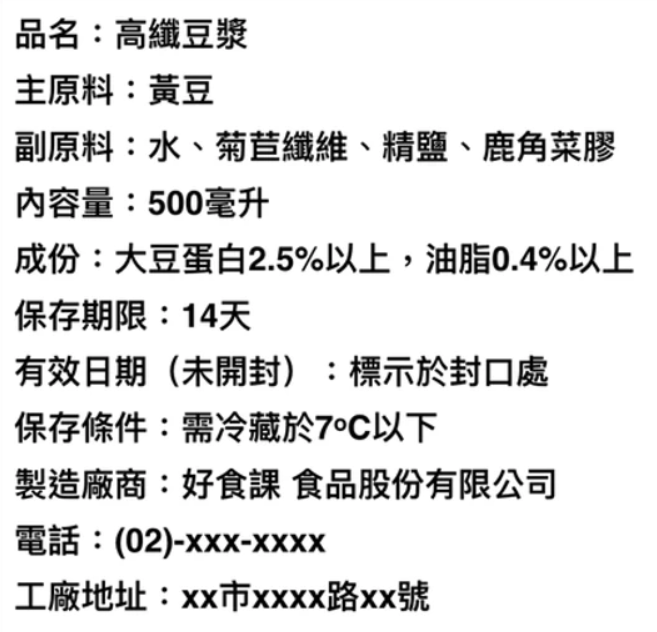 品名：高纖豆漿
主原料：黃豆
副原料：水、菊苣纖維、精鹽、鹿角菜膠
內容量：500毫升
成份：大豆蛋白2.5%以上，油脂0.4%以上
保存期限：14天
有效日期（未開封）：標示於封口處
保存條件：需冷藏於7ºC以下
製造廠商：好食課 食品股份有限公司
電話：(02)-xxx-xxxx
工廠地址：xx市xxxx路xx號